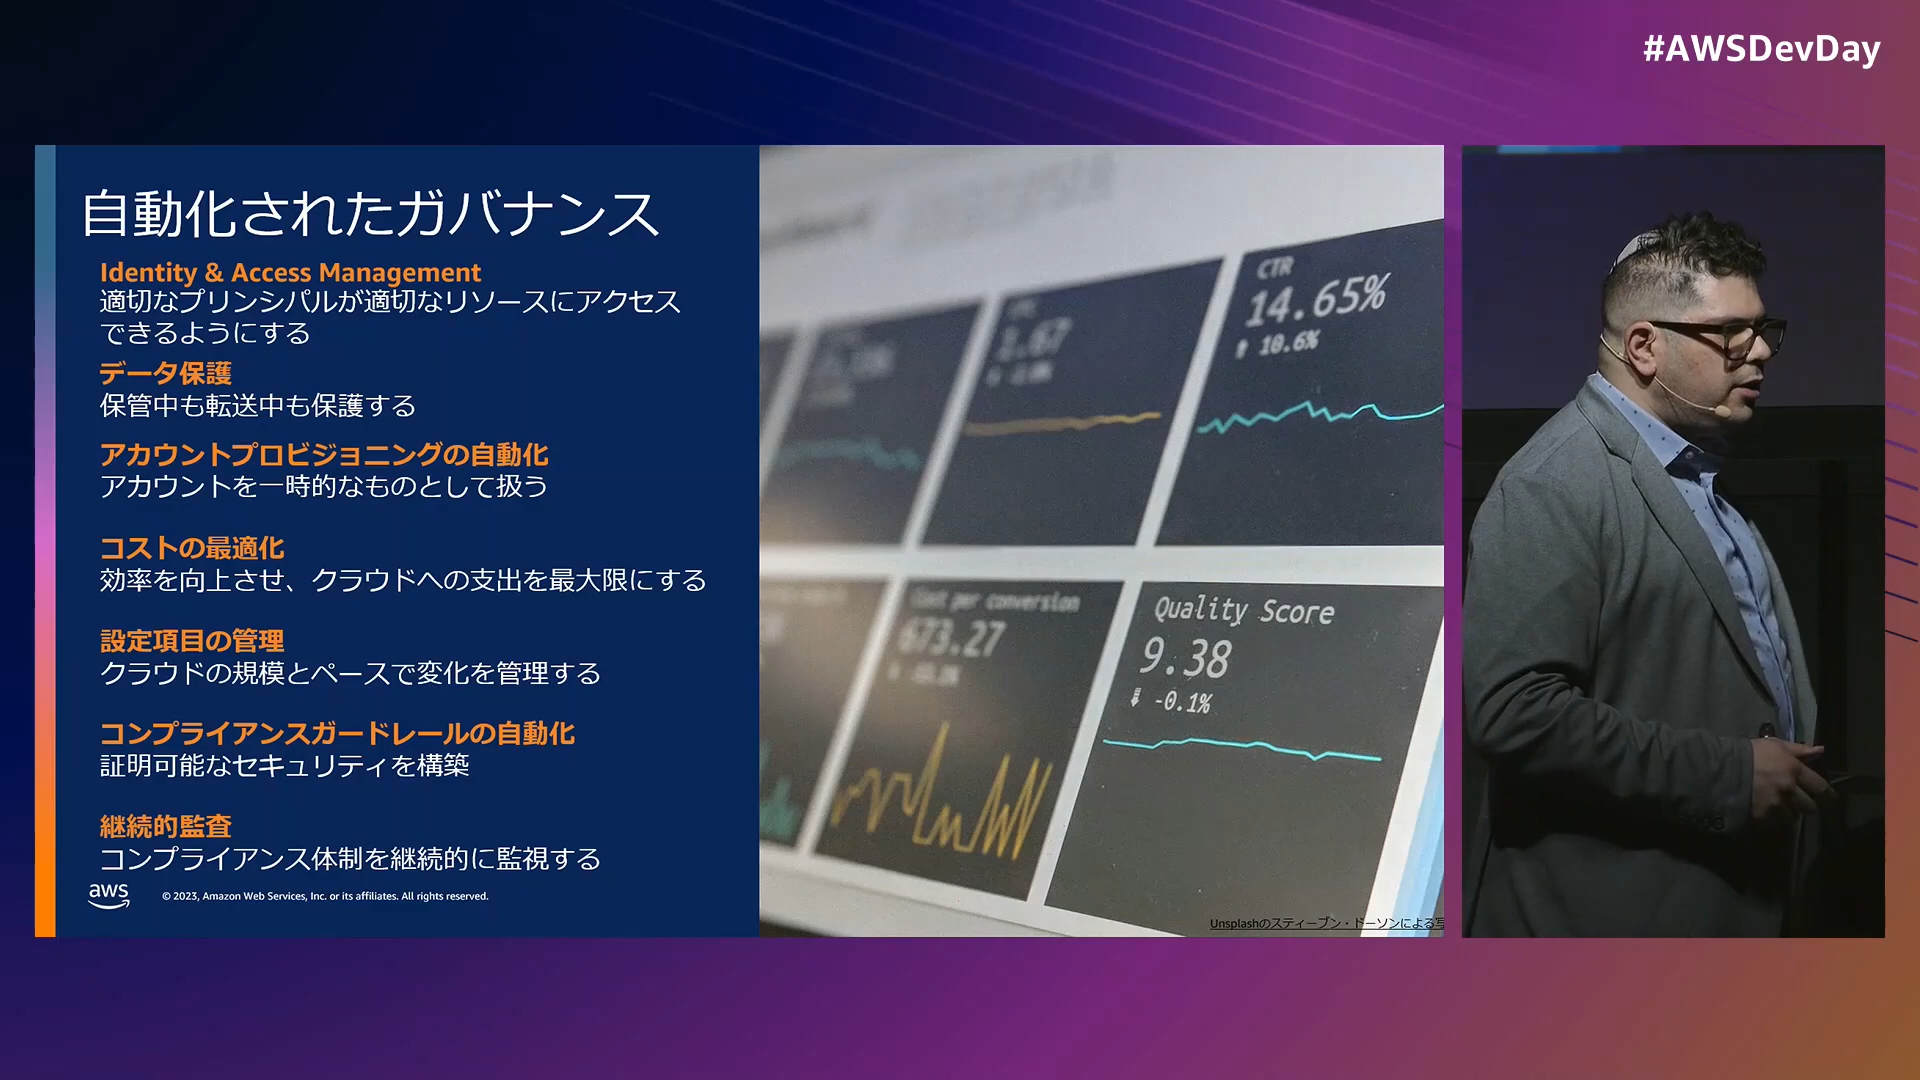 #AWSDevDay
自動化されたガバナンス
Identity & Access Management
適切なプリンシパルが適切なリソースにアクセス
できるようにする
データ保護
保管中も転送中も保護する
アカウントプロビジョニングの自動化
アカウントを一時的なものとして扱う
コストの最適化
効率を向上させ、クラウドへの支出を最大限にする
設定項目の管理
クラウドの規模とペースで変化を管理する
コンプライアンスガードレールの自動化
証明可能なセキュリティを構築
継続的監査
コンプライアンス体制を継続的に監視する
aws
© 2023, Amazon Web Services, Inc. or its affiliates. All rights reserved.
CTR
14.65%
10.6%
1.67
Cost per conversion
673.27
Quality Score
9.38
-0.1%
Unsplashのスティーブン・ドーソンによる写